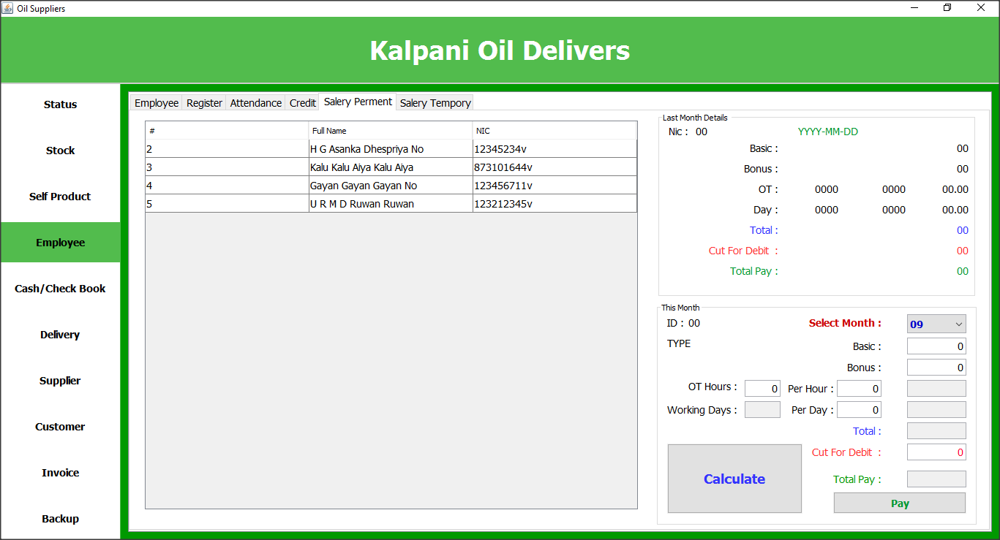 Oil Suppliers
Kalpani Oil Delivers
Status
Stock
Self Product
Employee
Cash/Check Book
Delivery
Supplier
Customer
Invoice
Backup
Employee Register Attendance Credit Salery Perment Salery Tempory
# Full Name NIC
2 H G Asanka Dhespriya No 12345234v
3 Kalu Kalu Aiya Kalu Aiya 873101644v
4 Gayan Gayan Gayan No 123456711v
5 U R M D Ruwan Ruwan 123212345v
Last Month Details
Nic : 00 YYYY-MM-DD
Basic : 00
Bonus : 00
OT : 0000 0000 00.00
Day : 0000 0000 00.00
Total : 00
Cut For Debit : 00
Total Pay : 00
This Month
ID : 00 Select Month : 09
TYPE Basic : 0
Bonus : 0
OT Hours : 0 Per Hour : 0
Working Days : Per Day : 0
Total :
Cut For Debit : 0
Calculate Total Pay :
Pay